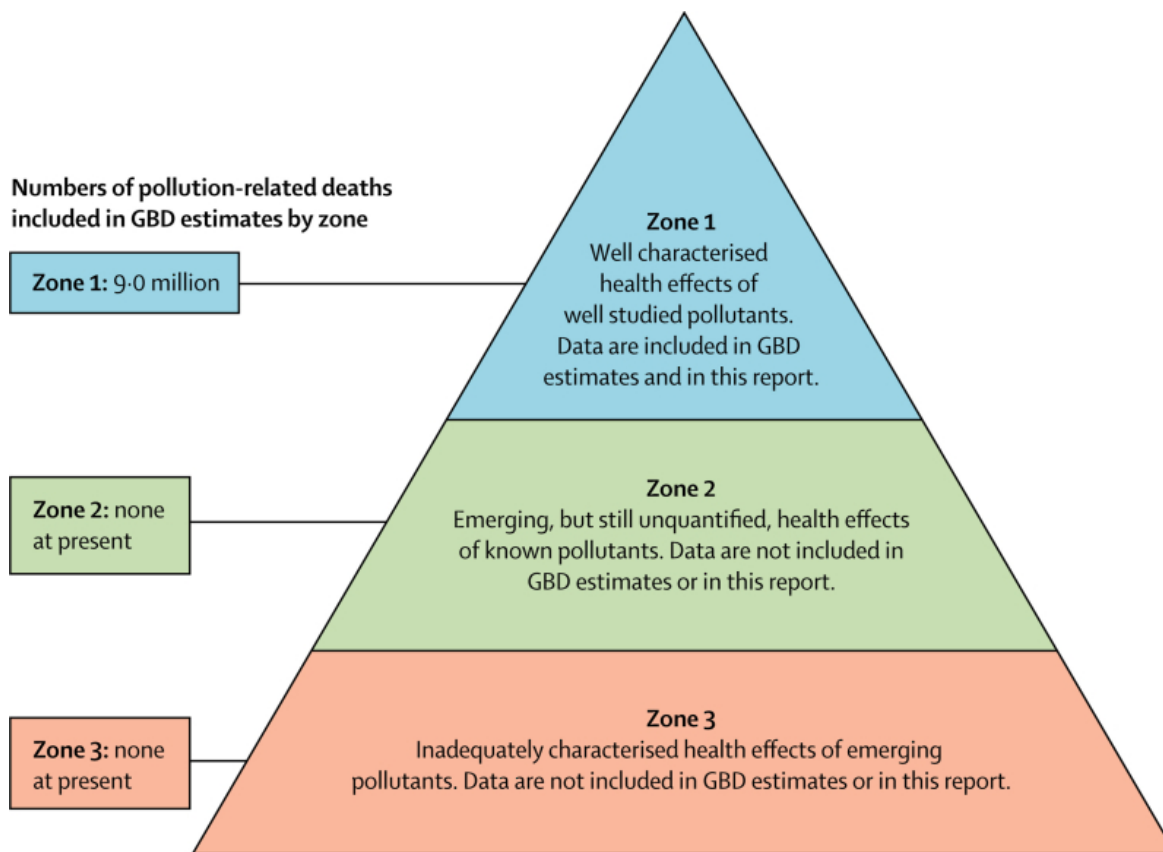 Numbers of pollution-related deaths
included in GBD estimates by zone
Zone 1: 9·0 million
Zone 1
Well characterised
health effects of
well studied pollutants.
Data are included in GBD
estimates and in this report.
Zone 2: none
at present
Zone 2
Emerging, but still unquantified, health effects
of known pollutants. Data are not included in
GBD estimates or in this report.
Zone 3: none
at present
Zone 3
Inadequately characterised health effects of emerging
pollutants. Data are not included in GBD estimates or in this report.